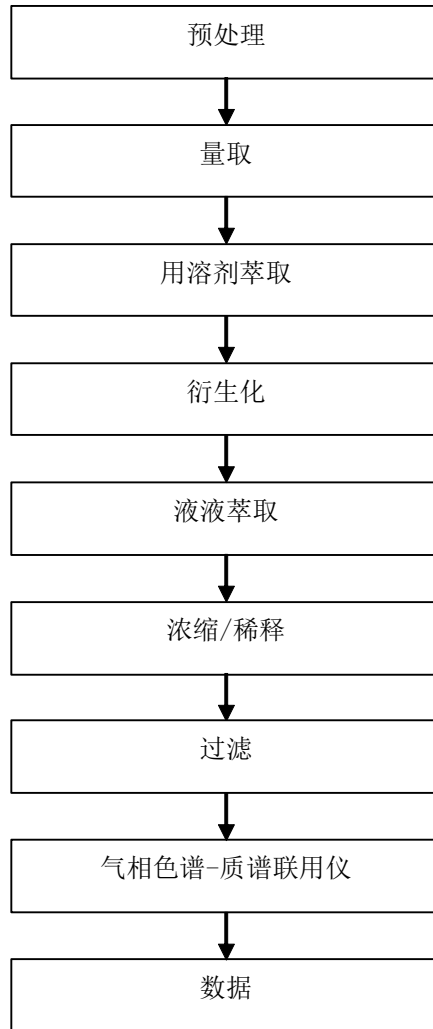 预处理
量取
用溶剂萃取
衍生化
液液萃取
浓缩/稀释
过滤
气相色谱-质谱联用仪
数据